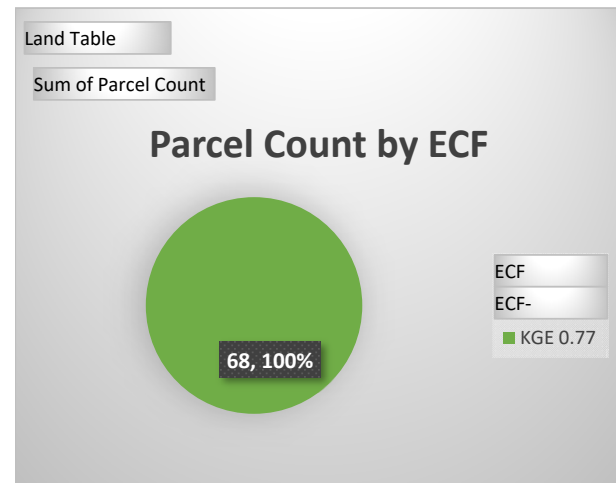 Land Table
Sum of Parcel Count
Parcel Count by ECF
68, 100%
ECF
ECF-
KGE 0.77